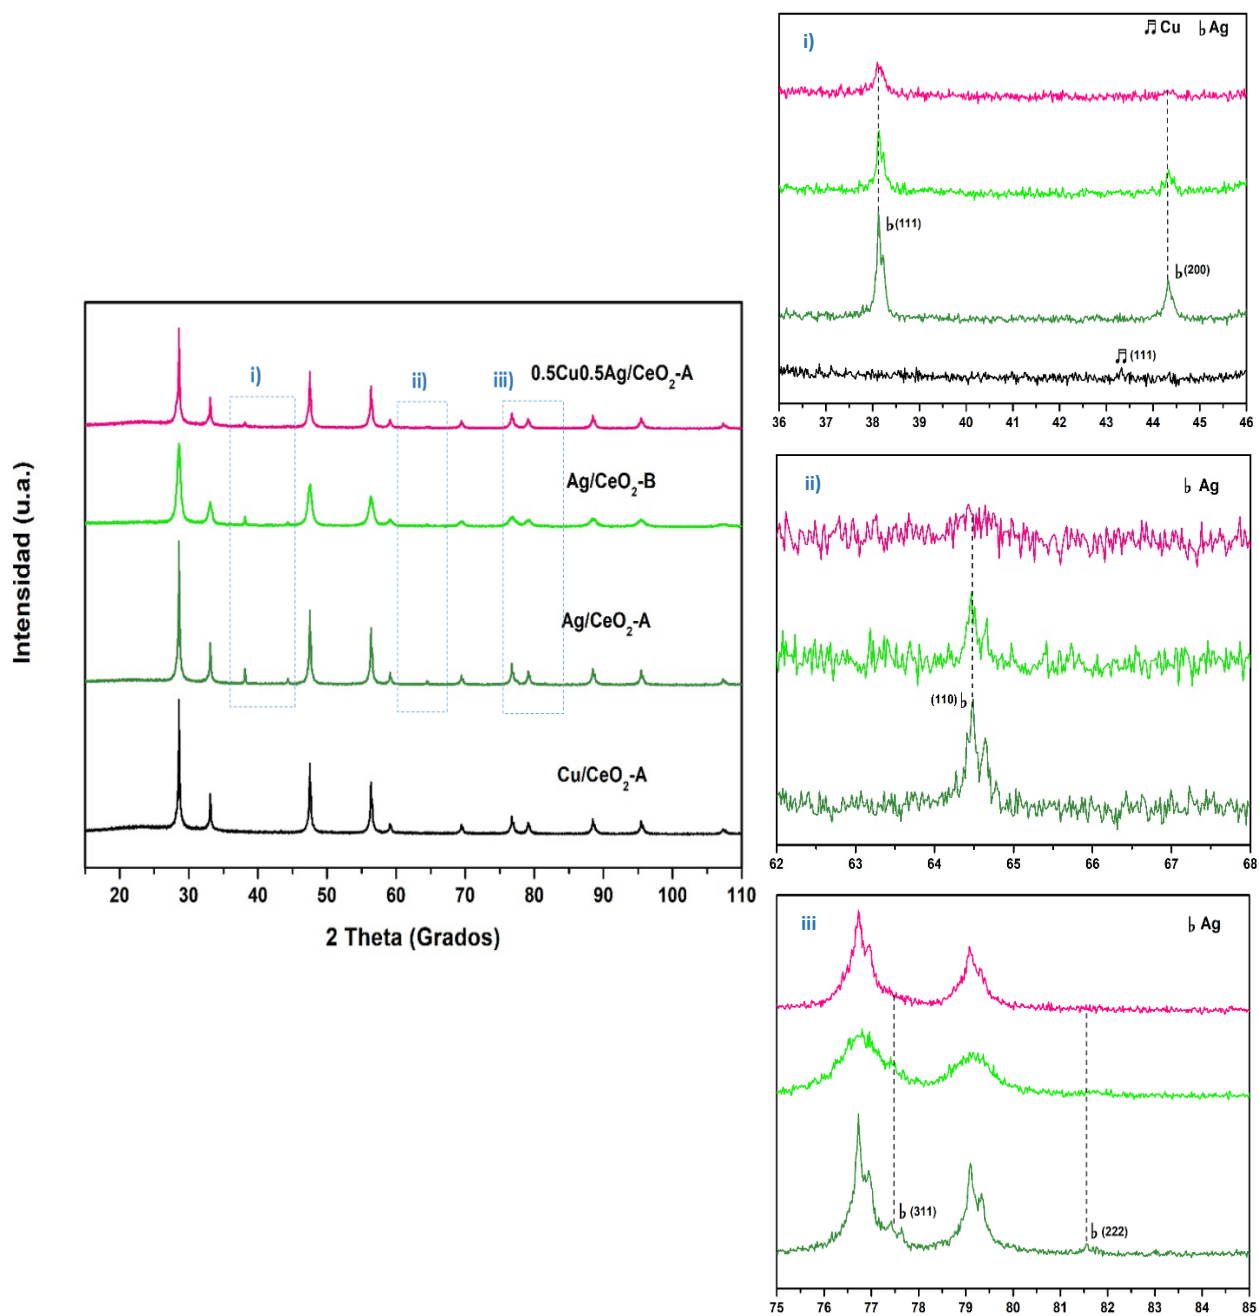 Intensidad (u.a.)
0.5Cu0.5Ag/CeO₂-A
Ag/CeO₂-B
Ag/CeO₂-A
Cu/CeO₂-A
i)
ii)
iii)
20 30 40 50 60 70 80 90 100 110
2 Theta (Grados)
i)
♬Cu ♭Ag
♭(111)
♭(200)
♬(111)
36 37 38 39 40 41 42 43 44 45 46
ii)
♭ Ag
(110)♭
62 63 64 65 66 67 68
iii
♭ Ag
♭ (311)
♭ (222)
75 76 77 78 79 80 81 82 83 84 85